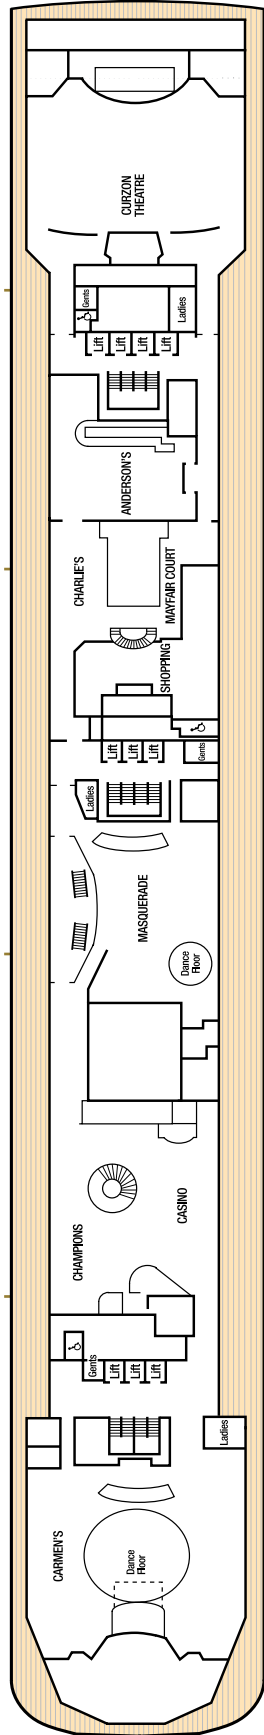 CURZON
THEATRE
Gents
Ladies
Lift
Lift
Lift
Lift
ANDERSON'S
CHARLIE'S
MAYFAIR COURT
SHOPPING
Lift
Lift
Lift
Gents
Ladies
MASQUERADE
Dance
Floor
CASINO
CHAMPIONS
Gents
Lift
Lift
Lift
Ladies
CARMEN'S
Dance
Floor